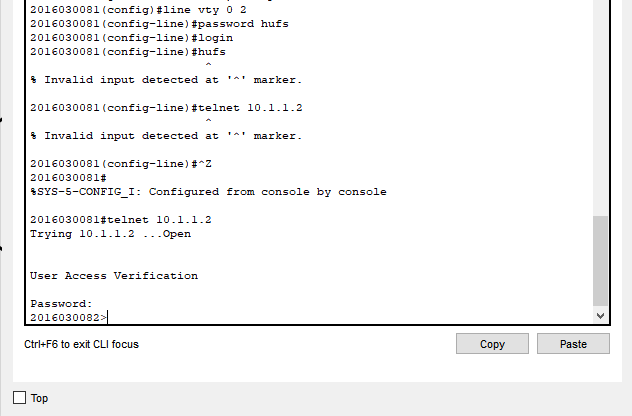 2016030081(config)#line vty 0 2
2016030081(config-line)#password hufs
2016030081(config-line)#login
2016030081(config-line)#hufs
^
% Invalid input detected at '^' marker.
2016030081(config-line)#telnet 10.1.1.2
^
% Invalid input detected at '^' marker.
2016030081(config-line)#^Z
2016030081#
%SYS-5-CONFIG_I: Configured from console by console
2016030081#telnet 10.1.1.2
Trying 10.1.1.2 ...Open
User Access Verification
Password:
2016030082>
Ctrl+F6 to exit CLI focus
Copy
Paste
Top